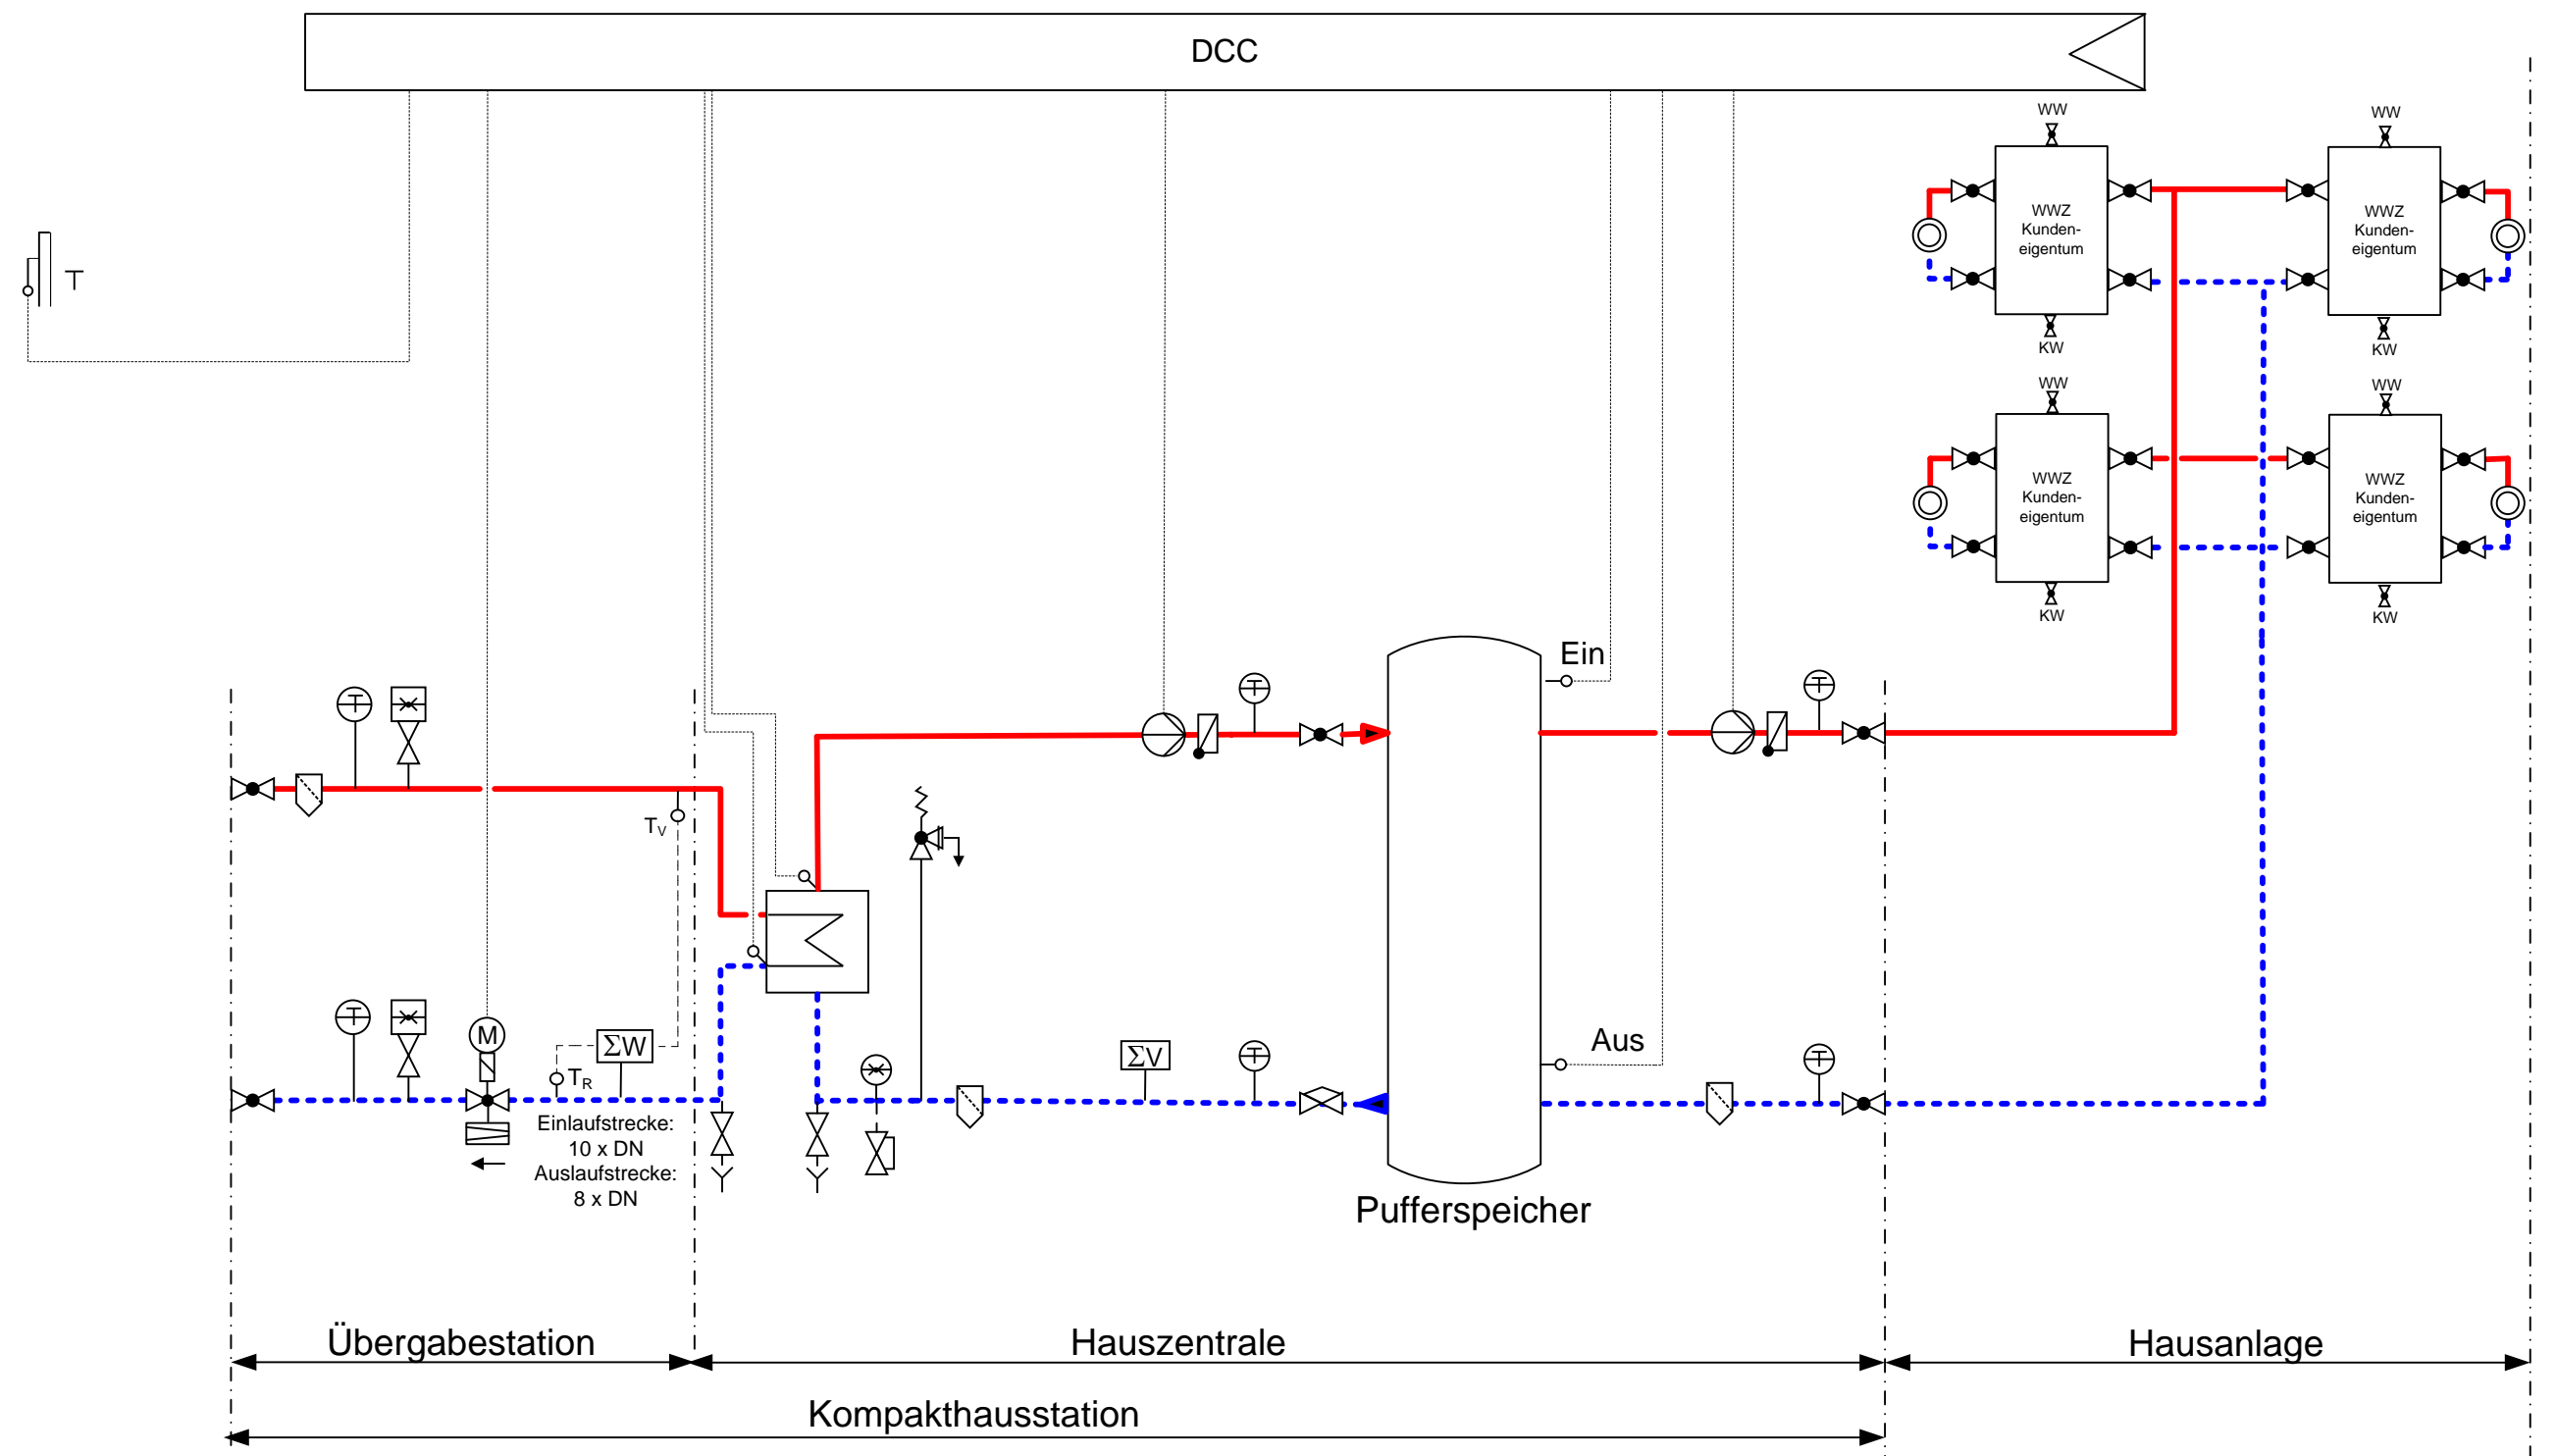 DCC
WW
WW
WWZ
Kunden-
eigentum
WWZ
Kunden-
eigentum
T
KW
KW
WW
WW
WWZ
Kunden-
eigentum
WWZ
Kunden-
eigentum
KW
KW
Ein
T
T
T
TV
T
M
ΣW
TR
ΣV
T
Aus
T
Einlaufstrecke:
10 x DN
Auslaufstrecke:
8 x DN
Pufferspeicher
Übergabestation
Hauszentrale
Hausanlage
Kompakthausstation